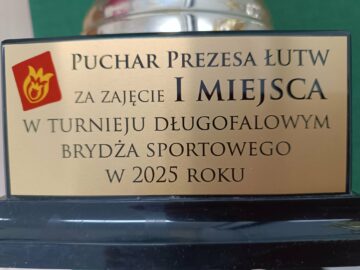 PUCHAR PREZESA ŁUTW
ZA ZAJĘCIE I MIEJSCA
W TURNIEJU DŁUGOFALOWYM
BRYDŻA SPORTOWEGO
W 2025 ROKU